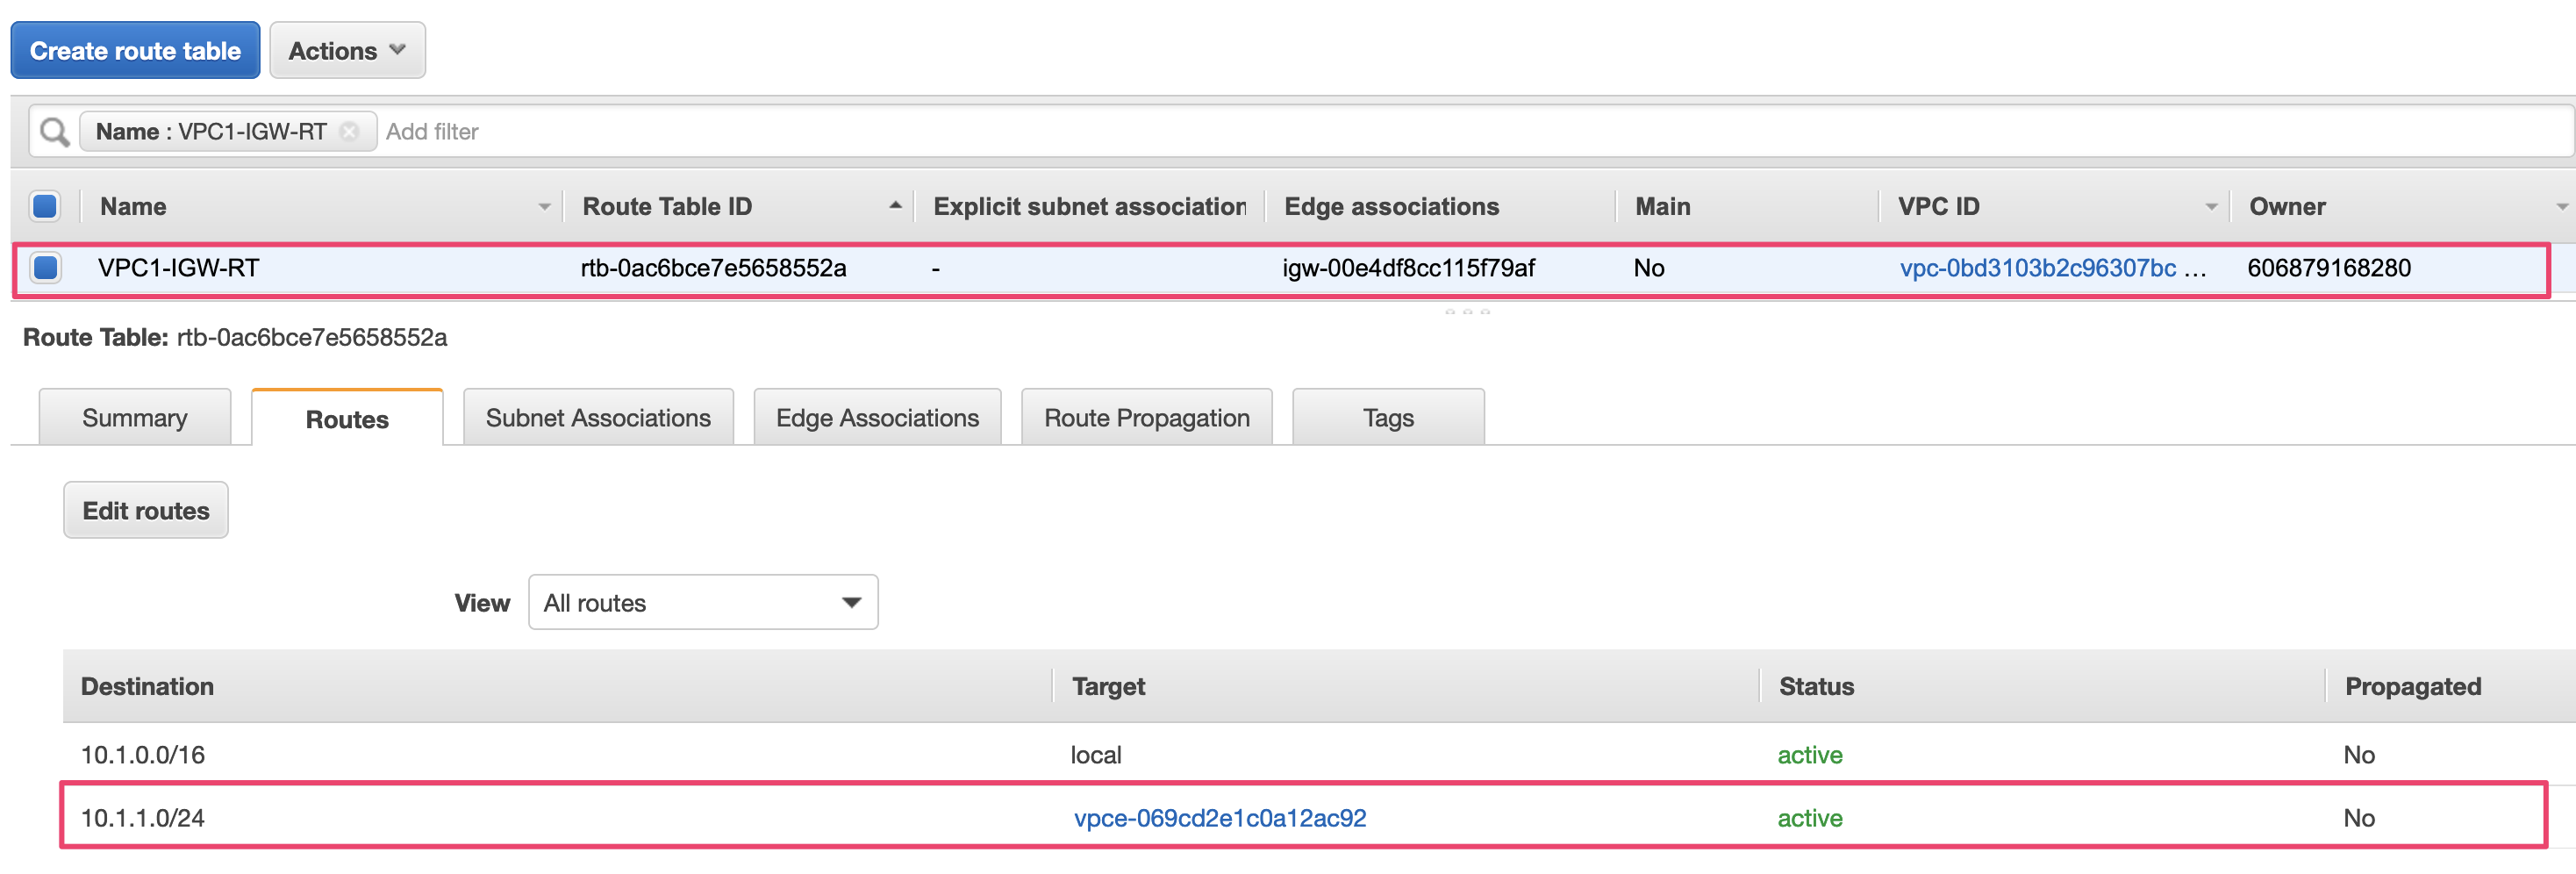 Create route table Actions
Name : VPC1-IGW-RT Add filter
Name Route Table ID Explicit subnet association Edge associations Main VPC ID Owner
VPC1-IGW-RT rtb-0ac6bce7e5658552a - igw-00e4df8cc115f79af No vpc-0bd3103b2c96307bc ... 606879168280
Route Table: rtb-0ac6bce7e5658552a
Summary Routes Subnet Associations Edge Associations Route Propagation Tags
Edit routes
View All routes
Destination Target Status Propagated
10.1.0.0/16 local active No
10.1.1.0/24 vpce-069cd2e1c0a12ac92 active No